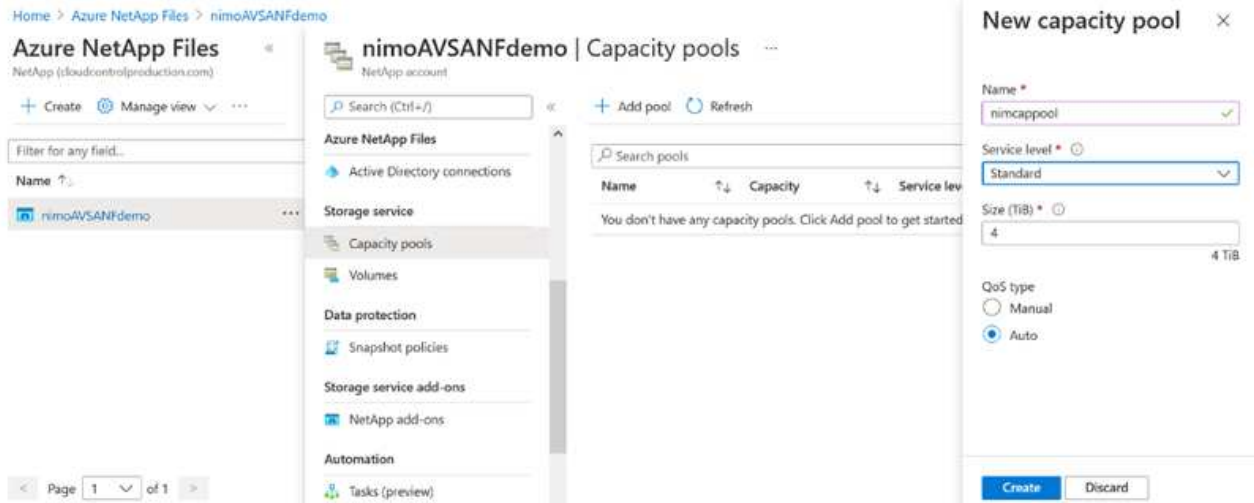 Home > Azure NetApp Files > nimoAVSANFdemo
Azure NetApp Files
NetApp (cloudcontrolproduction.com)
+ Create Manage view ...
Filter for any field...
Name
nimoAVSANFdemo ...
< Page 1 of 1 >
nimoAVSANFdemo | Capacity pools ...
NetApp account
Search (Ctrl+/)
Azure NetApp Files
Active Directory connections
Storage service
Capacity pools
Volumes
Data protection
Snapshot policies
Storage service add-ons
NetApp add-ons
Automation
Tasks (preview)
+ Add pool Refresh
Search pools
Name Capacity Service lev
You don't have any capacity pools. Click Add pool to get started
New capacity pool ×
Name *
nimcappool
Service level *
Standard
Size (TiB) *
4
4 TiB
QoS type
Manual
Auto
Create Discard